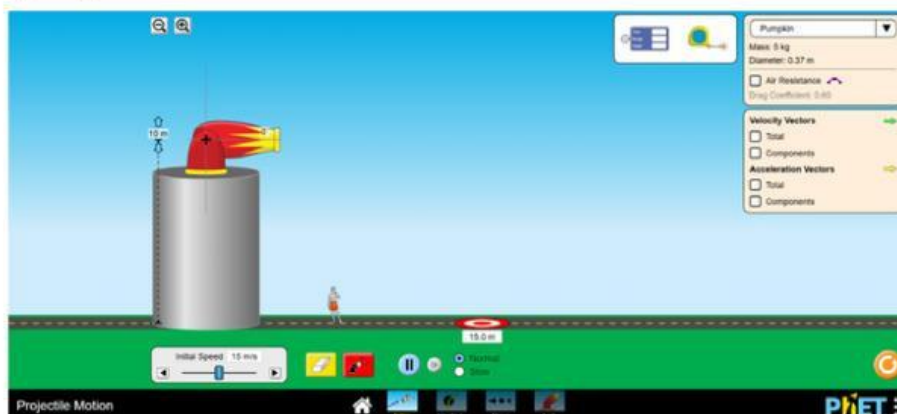 Pumpkin
Mass: 5 kg
Diameter: 0.37 m
Air Resistance
Drag Coefficient: 0.60
10 m
Velocity Vectors
Total
Components
Acceleration Vectors
Total
Components
15.0 m
Initial Speed 15 m/s
Normal
Slow
Projectile Motion
PhET